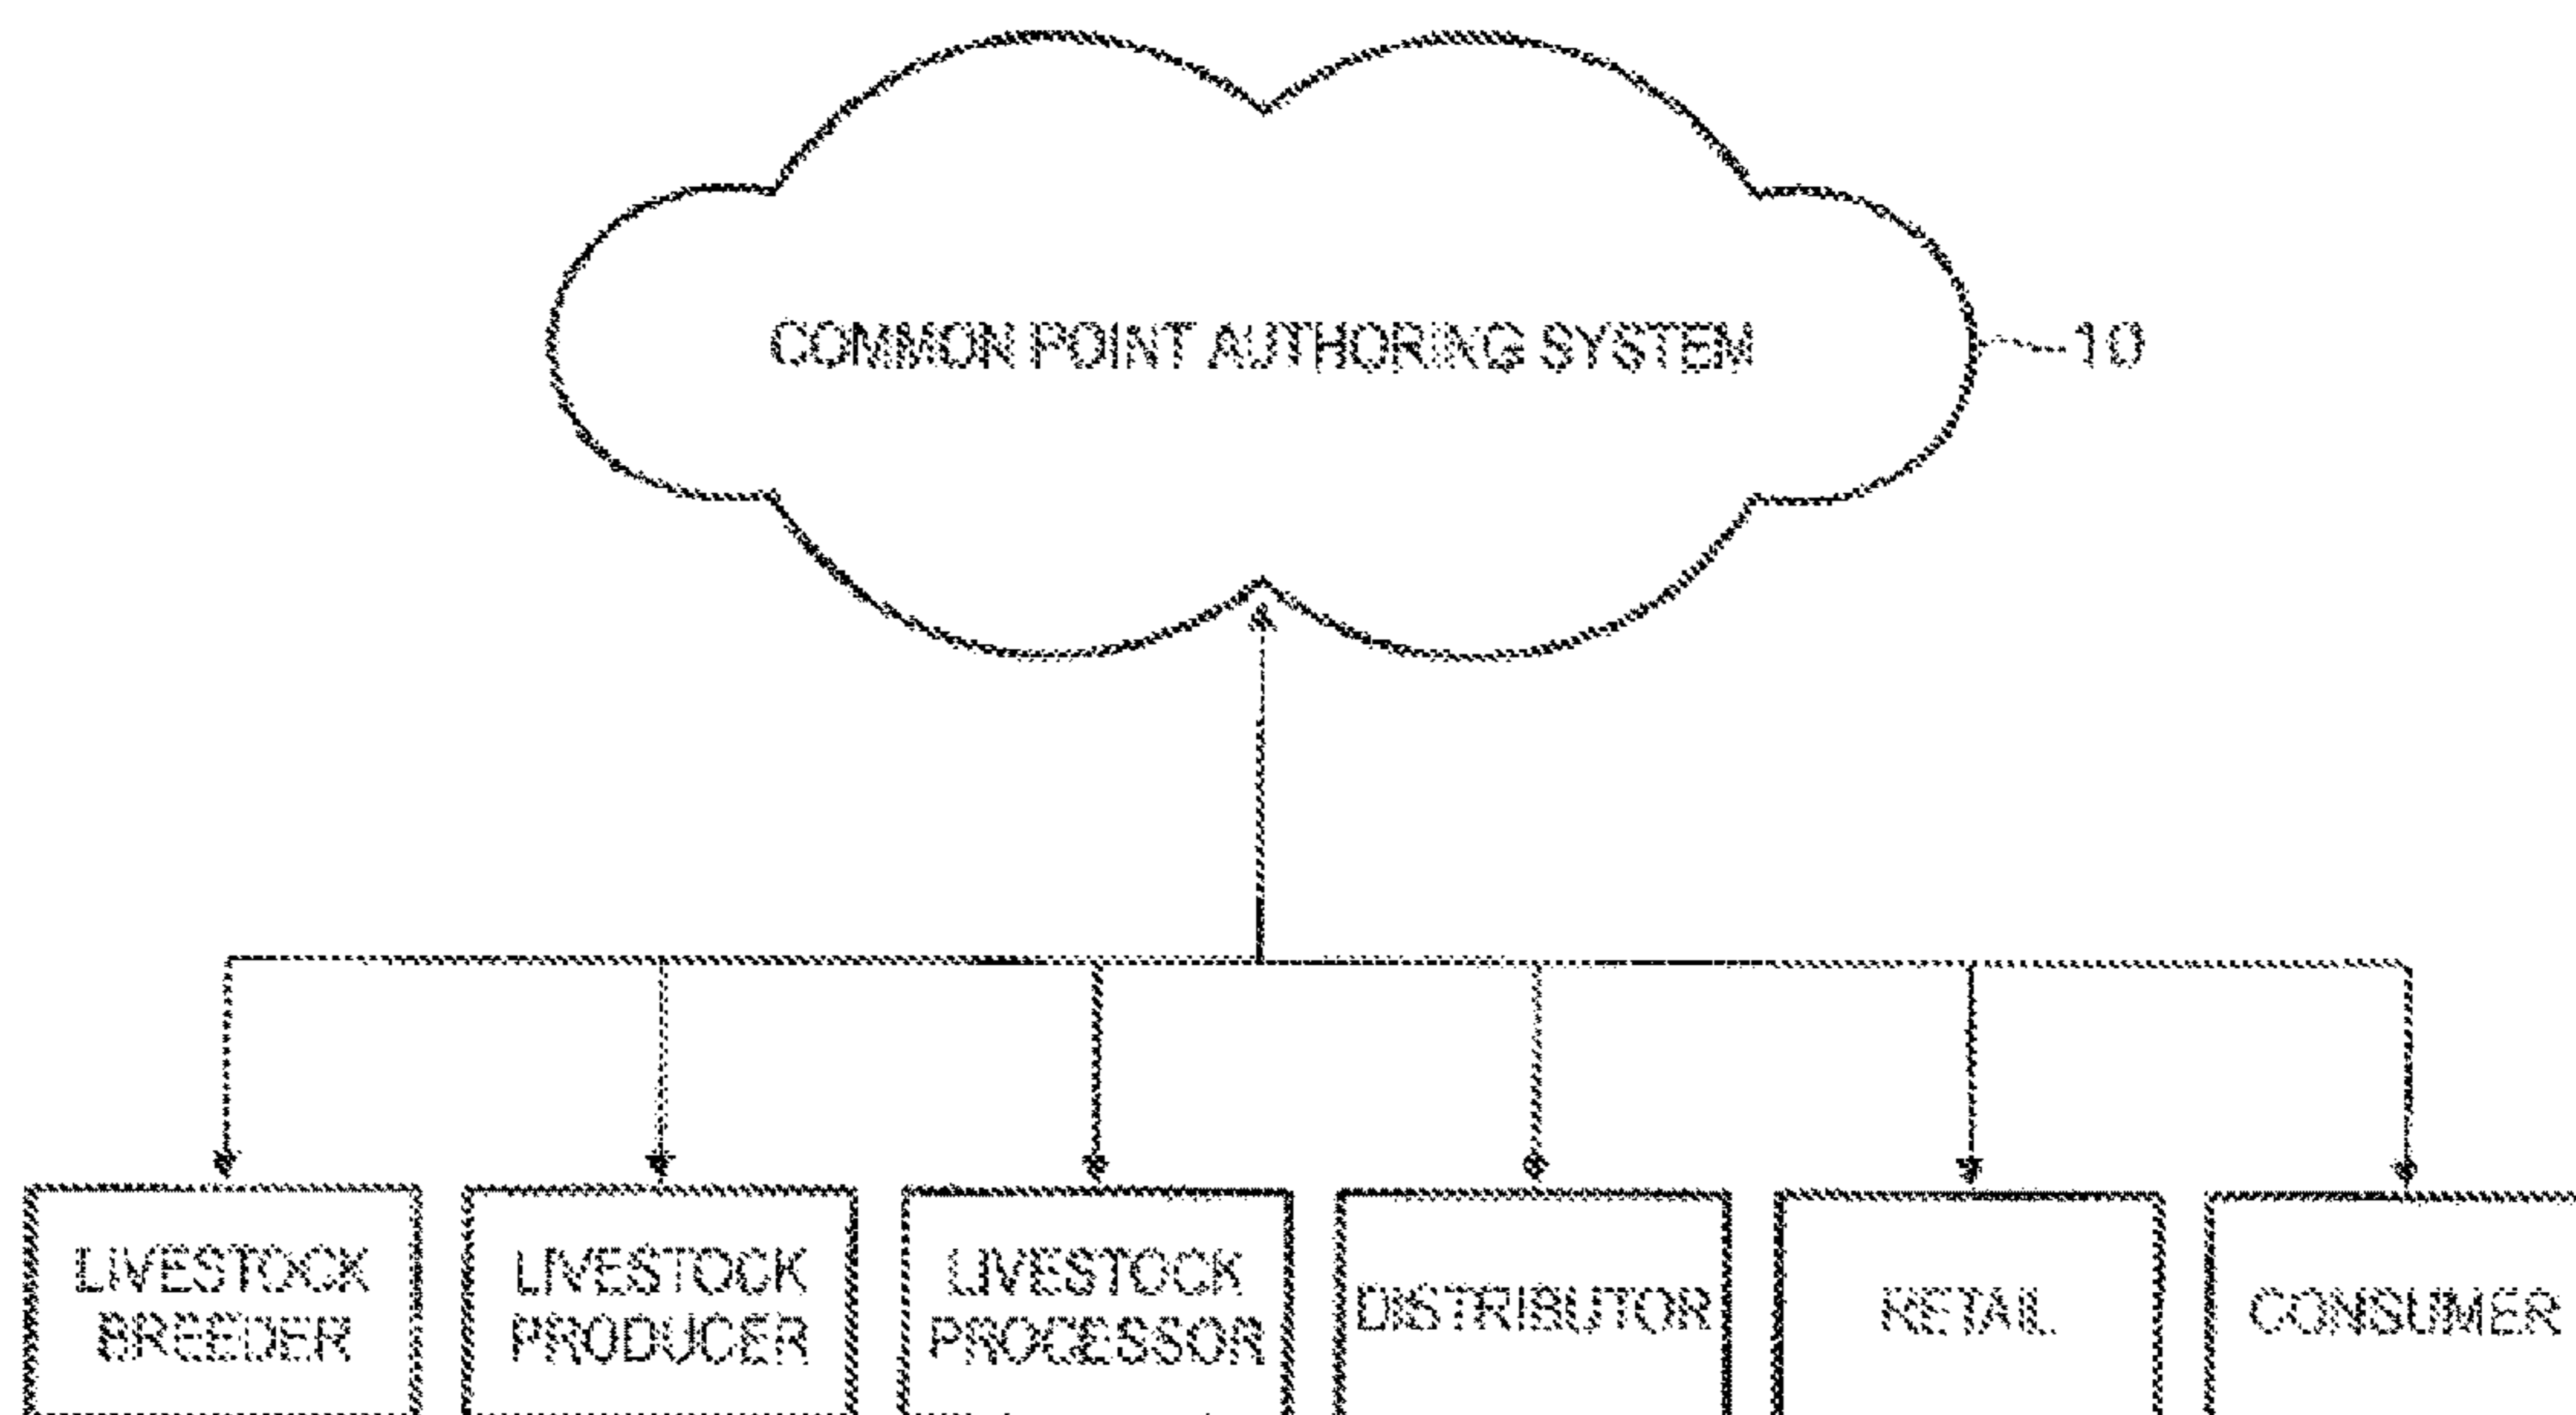 COMMON POINT AUTHORING SYSTEM
10
LIVESTOCK
BREEDER
LIVESTOCK
PRODUCER
LIVESTOCK
PROCESSOR
DISTRIBUTOR
RETAIL
CONSUMER